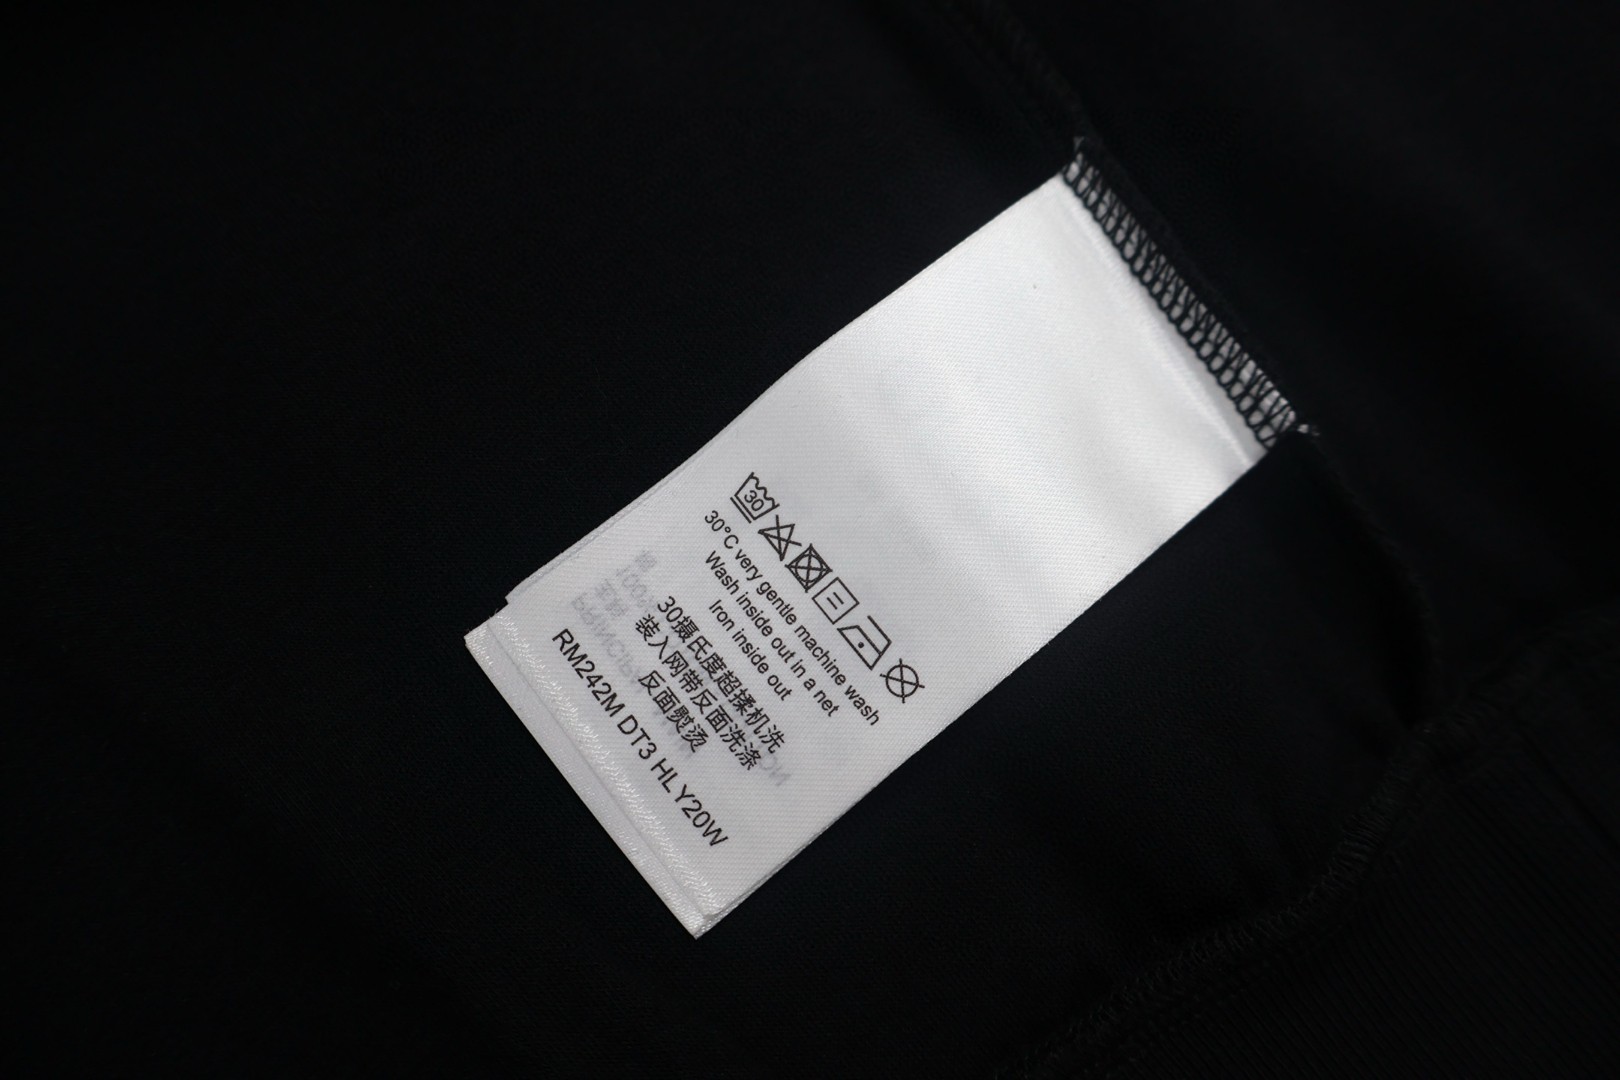 30
30°C very gentle machine wash
Wash inside out in a net
Iron inside out
30摄氏度超揉机洗
装入网带反面洗涤
反面熨烫
RM242M DT3 HLY20W